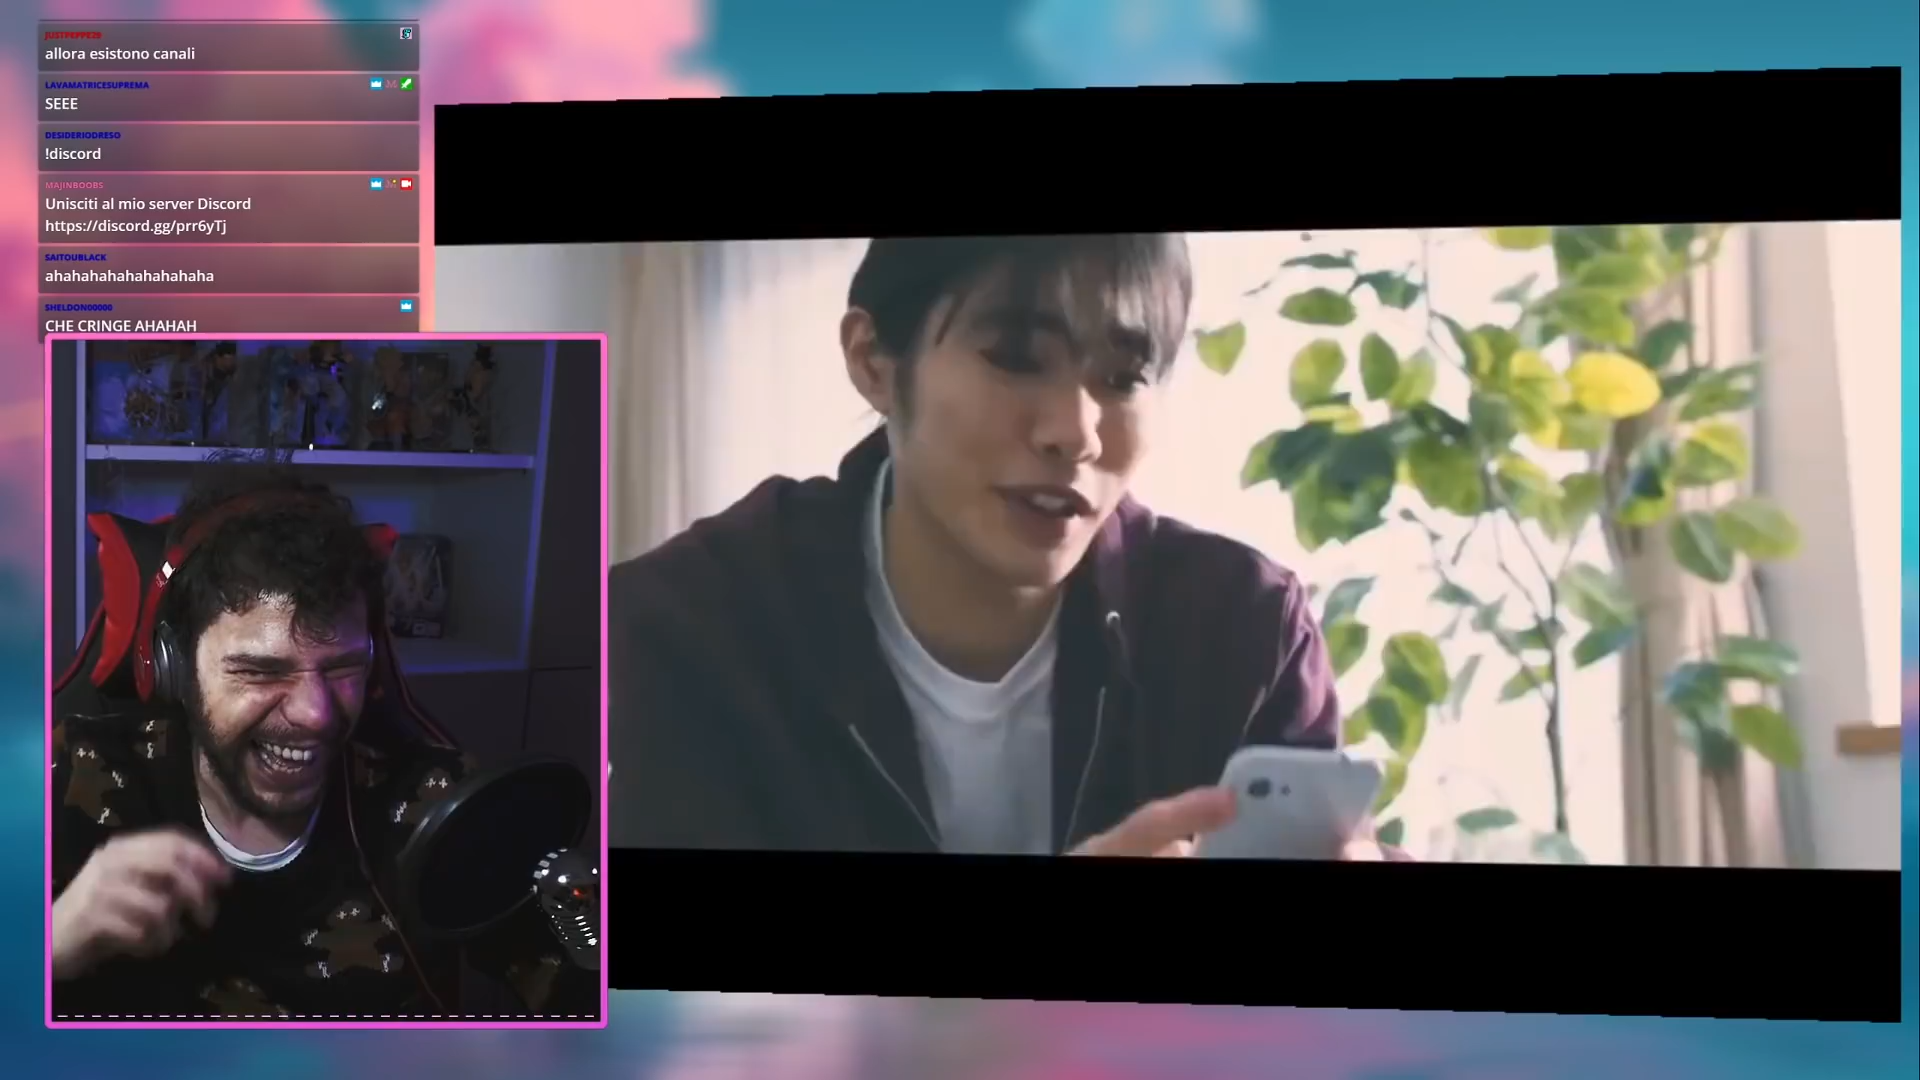 JUSTPEPPE20
allora esistono canali
LAVAMATRICESUPREMA
SEEE
DESIDERIODRESO
!discord
MAJINBOOBS
Unisciti al mio server Discord
https://discord.gg/prr6yTj
SAITOUBLACK
ahahahahahahahahaha
SHELDON00000
CHE CRINGE AHAHAH